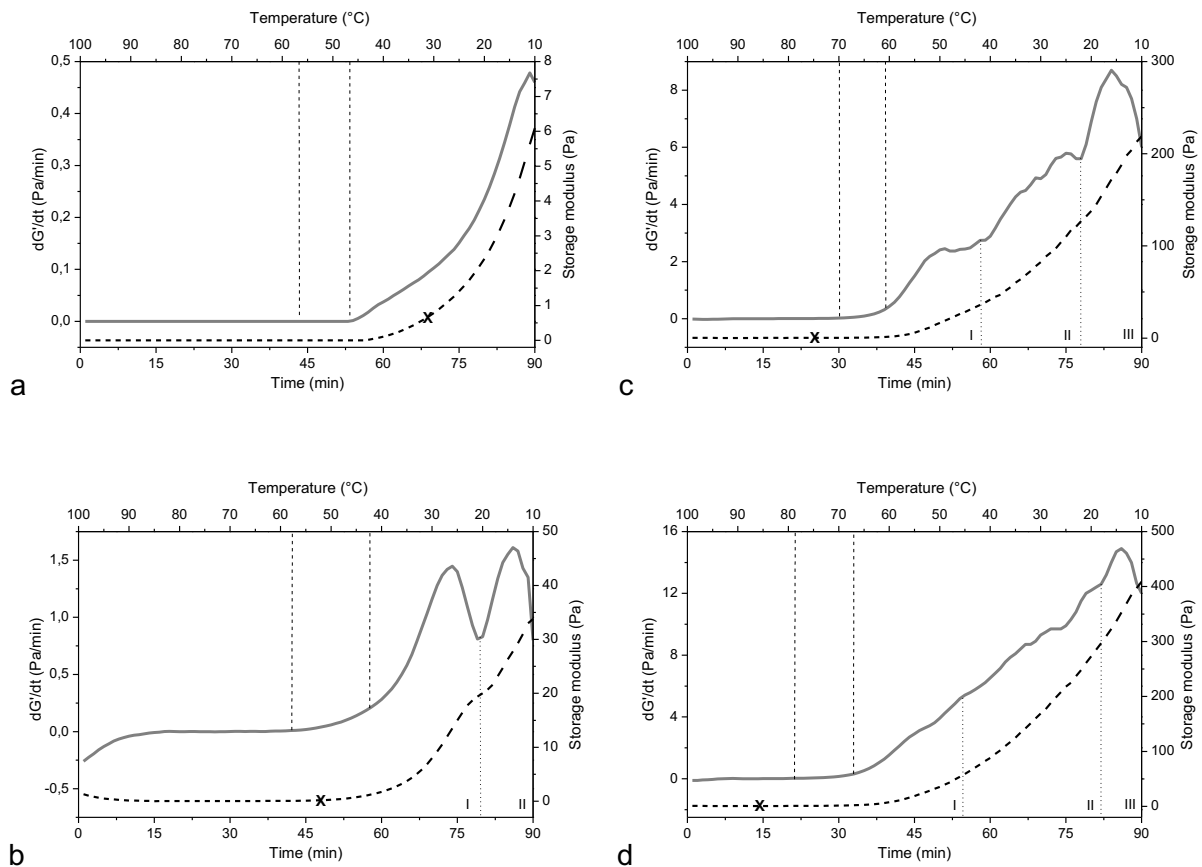 a
Temperature (°C)
100 90 80 70 60 50 40 30 20 10
0,5
0,4
0,3
0,2
0,1
0,0
dG'/dt (Pa/min)
8
7
6
5
4
3
2
1
0
Storage modulus (Pa)
X
0 15 30 45 60 75 90
Time (min)
c
Temperature (°C)
100 90 80 70 60 50 40 30 20 10
8
6
4
2
0
dG'/dt (Pa/min)
300
200
100
0
Storage modulus (Pa)
X
I II III
0 15 30 45 60 75 90
Time (min)
b
Temperature (°C)
100 90 80 70 60 50 40 30 20 10
1,5
1,0
0,5
0,0
-0,5
dG'/dt (Pa/min)
50
40
30
20
10
0
Storage modulus (Pa)
X
I II
0 15 30 45 60 75 90
Time (min)
d
Temperature (°C)
100 90 80 70 60 50 40 30 20 10
16
12
8
4
0
dG'/dt (Pa/min)
500
400
300
200
100
0
Storage modulus (Pa)
X
I II III
0 15 30 45 60 75 90
Time (min)